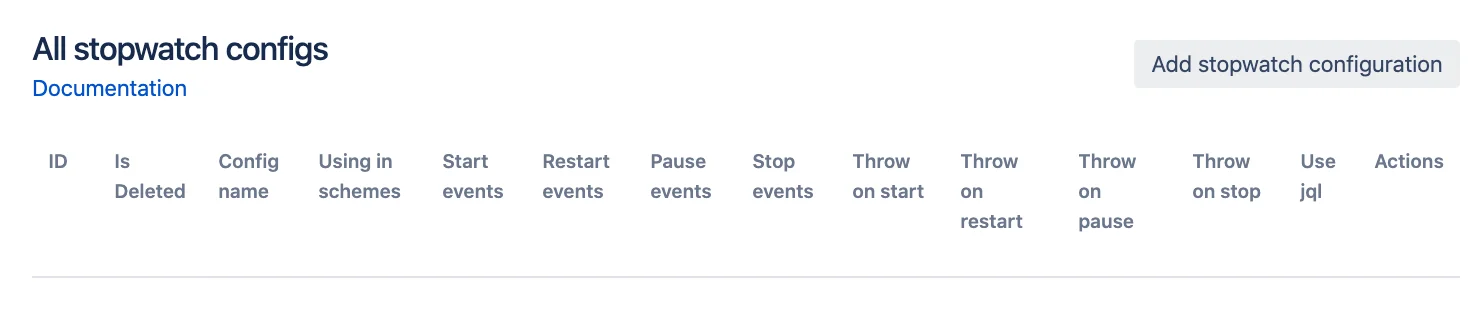 All stopwatch configs
Documentation
Add stopwatch configuration
ID Is Config Using in Start Restart Pause Stop Throw Throw Throw Throw Use Actions
Deleted name schemes events events events events on start on on on stop jql
restart pause